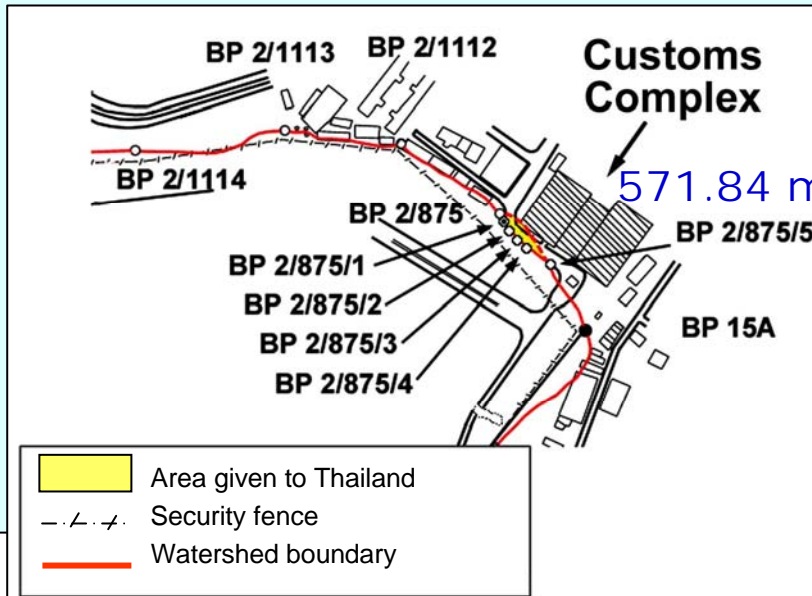 BP 2/1113
BP 2/1112
Customs
Complex
571.84 m
BP 2/1114
BP 2/875
BP 2/875/5
BP 2/875/1
BP 2/875/2
BP 2/875/3
BP 15A
BP 2/875/4
Area given to Thailand
Security fence
Watershed boundary